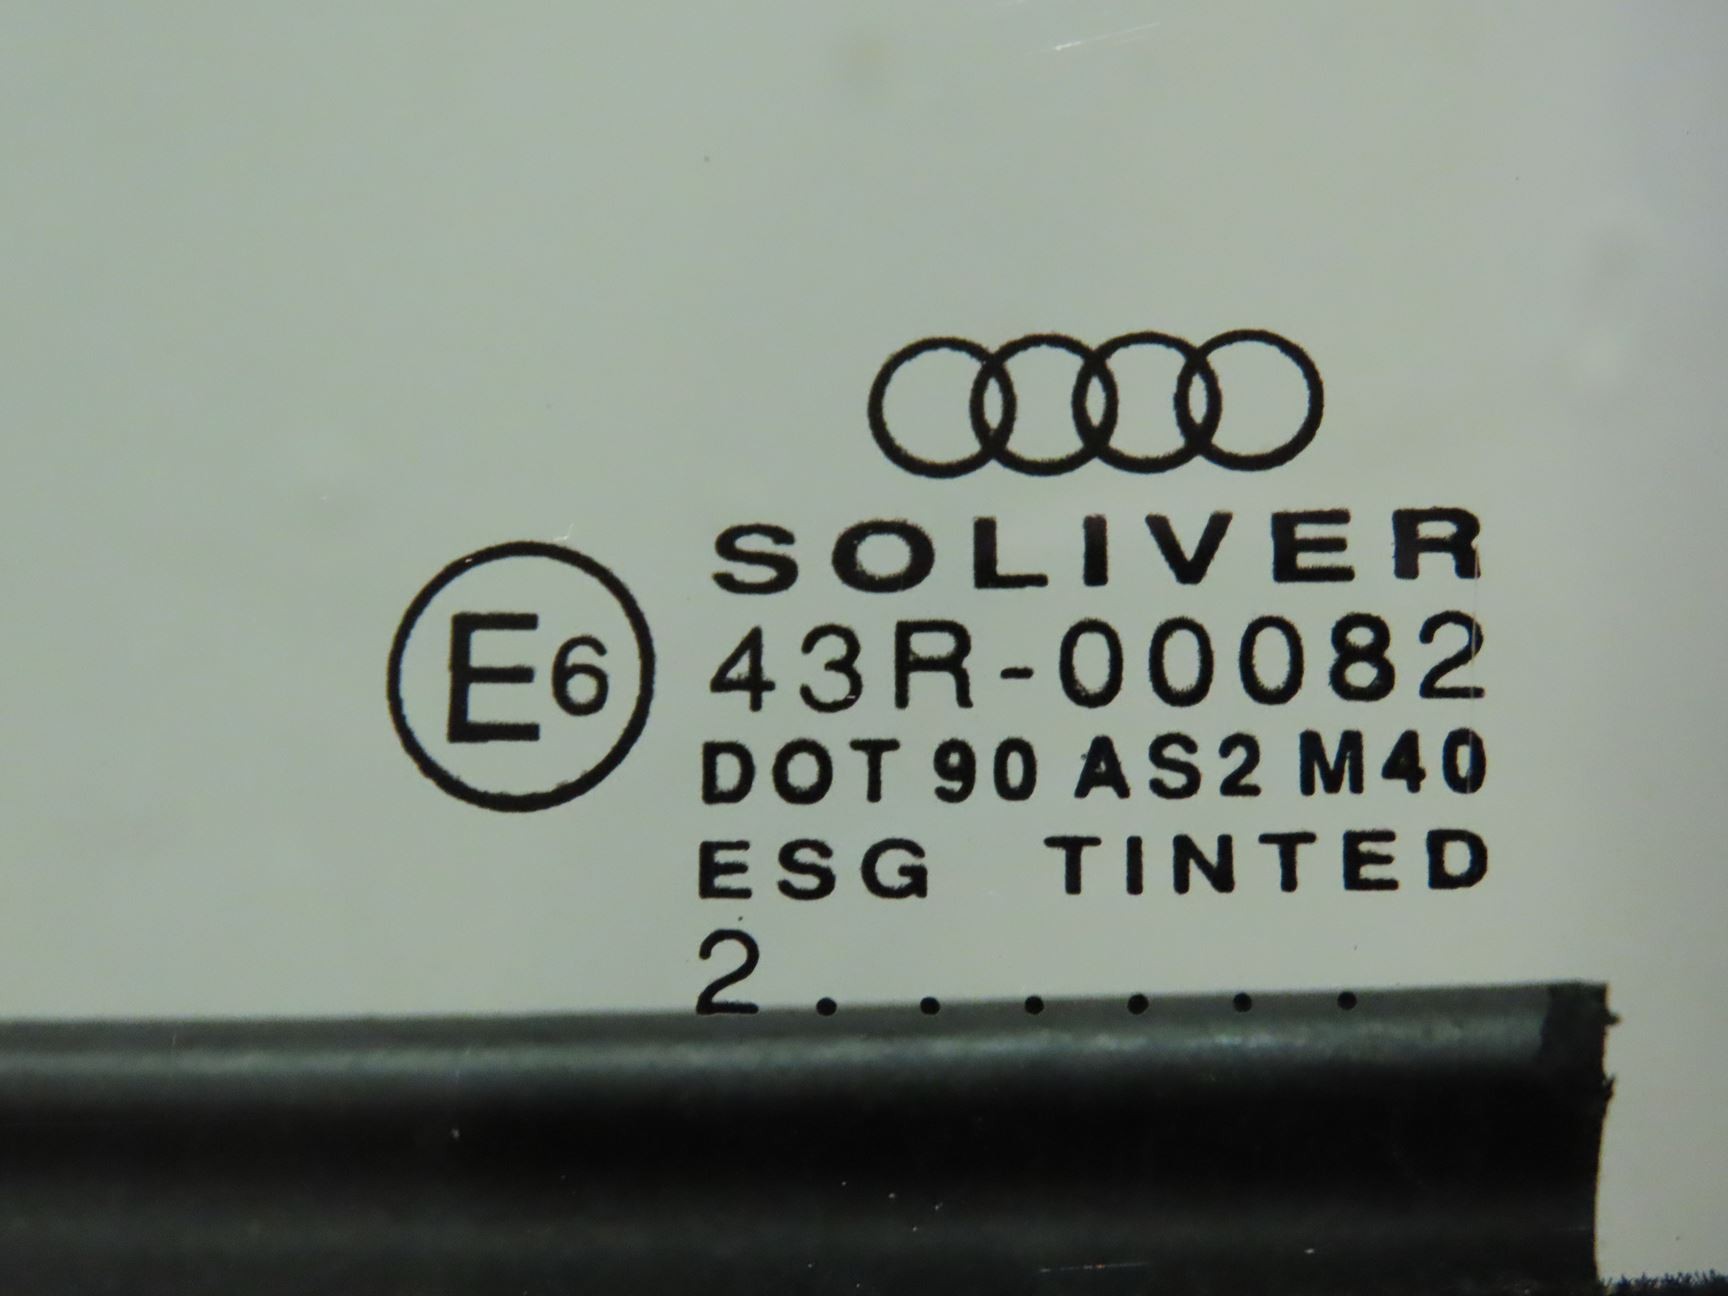 SOLIVER
E6
43R-00082
DOT 90 AS2 M40
ESG TINTED
2......